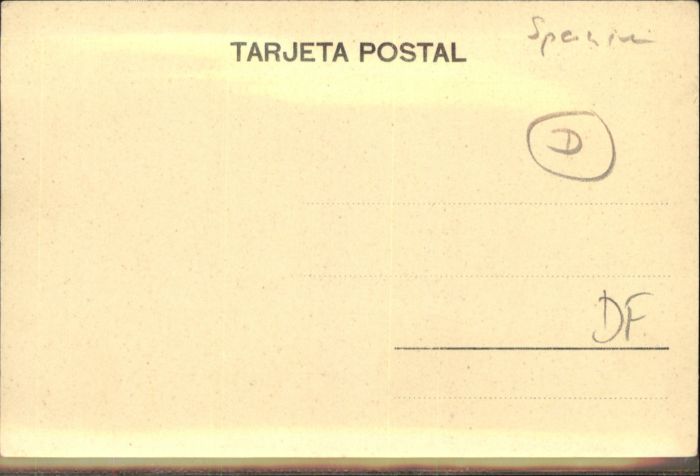 TARJETA POSTAL
Spanien
D
DF